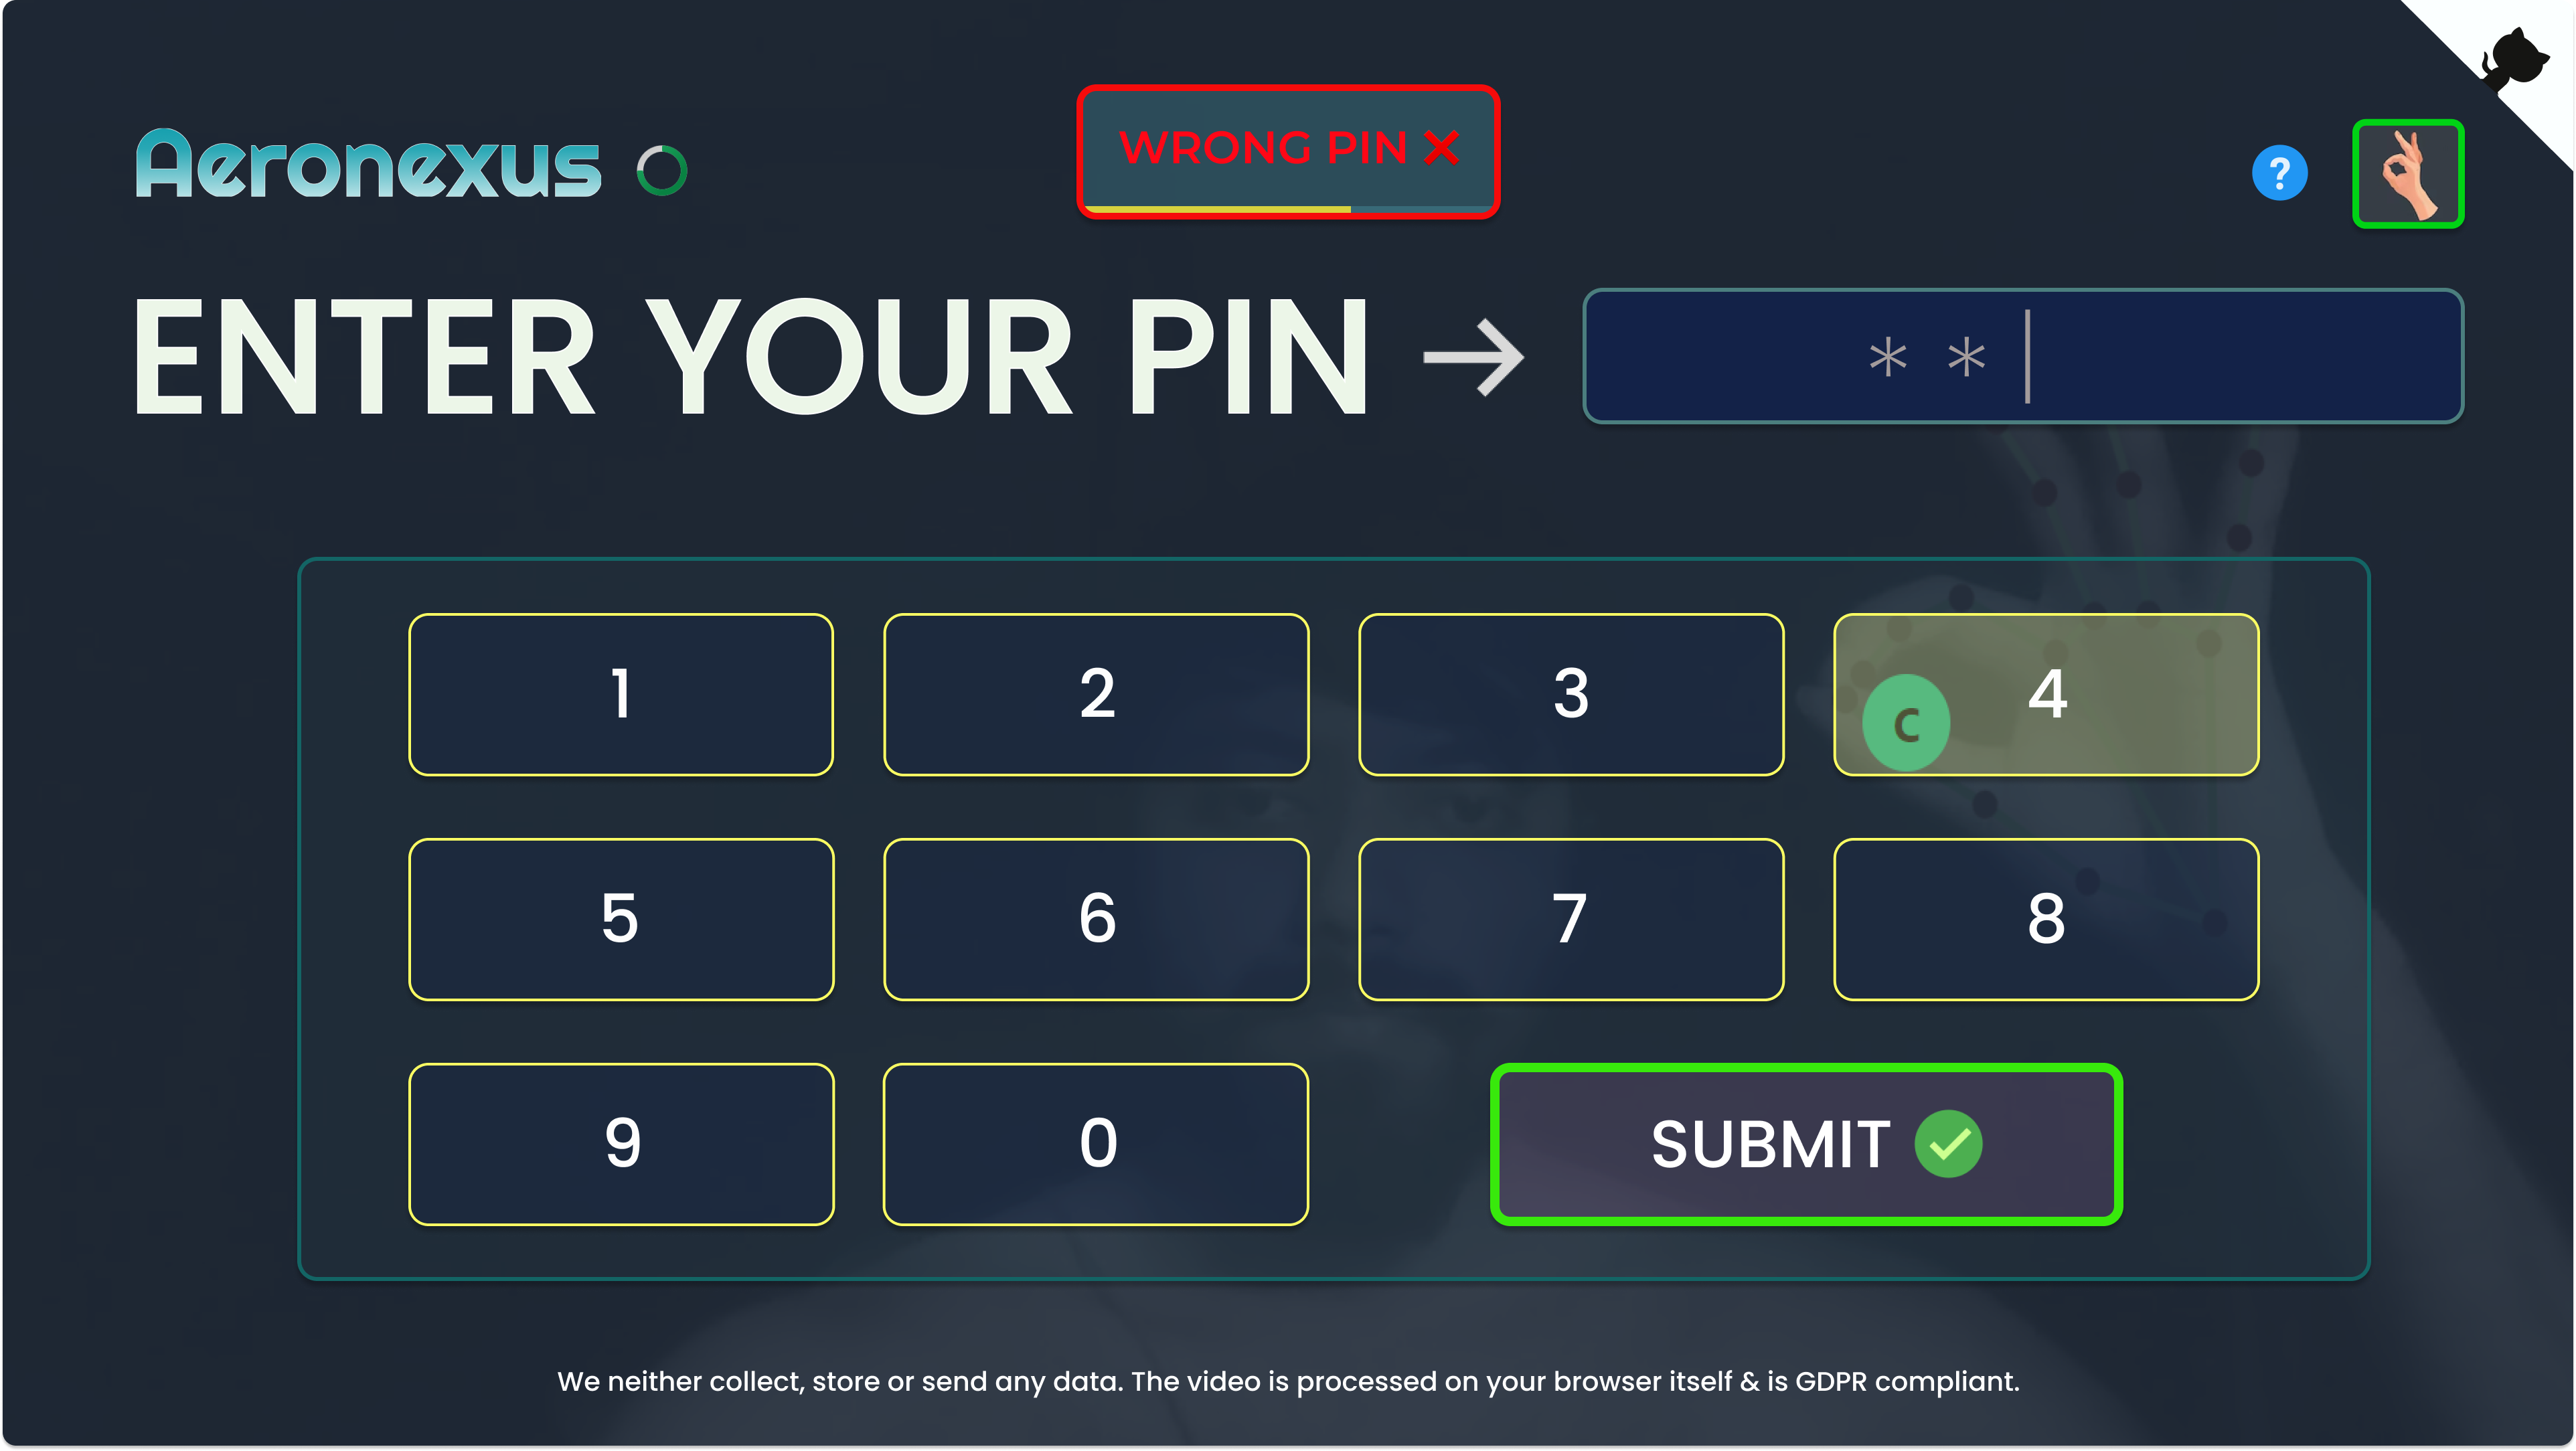 Aeronexus
WRONG PIN ❌
?
ENTER YOUR PIN → * * |
1 2 3 4
C
5 6 7 8
9 0 SUBMIT
We neither collect, store or send any data. The video is processed on your browser itself & is GDPR compliant.